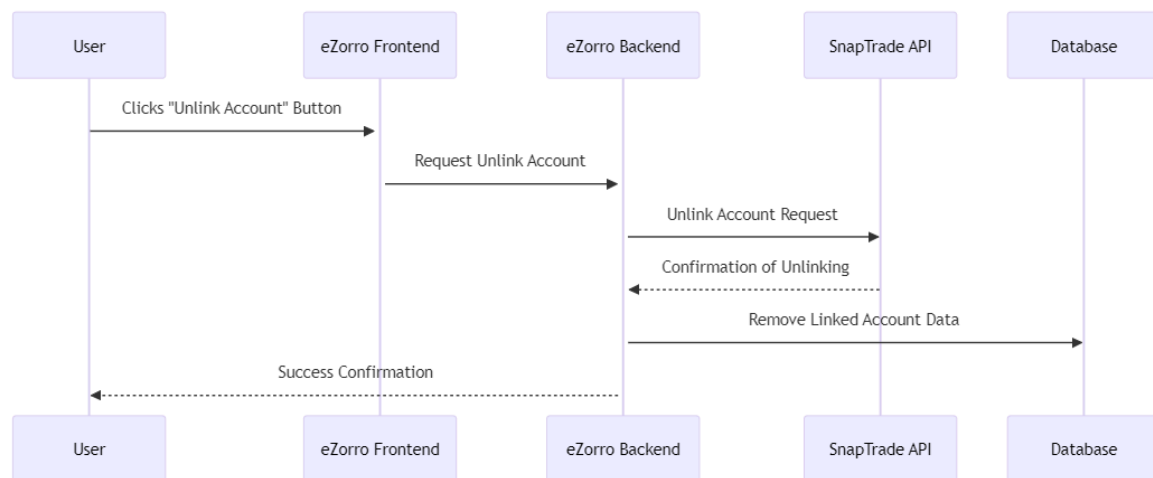 User
eZorro Frontend
eZorro Backend
SnapTrade API
Database
Clicks "Unlink Account" Button
Request Unlink Account
Unlink Account Request
Confirmation of Unlinking
Remove Linked Account Data
Success Confirmation
User
eZorro Frontend
eZorro Backend
SnapTrade API
Database